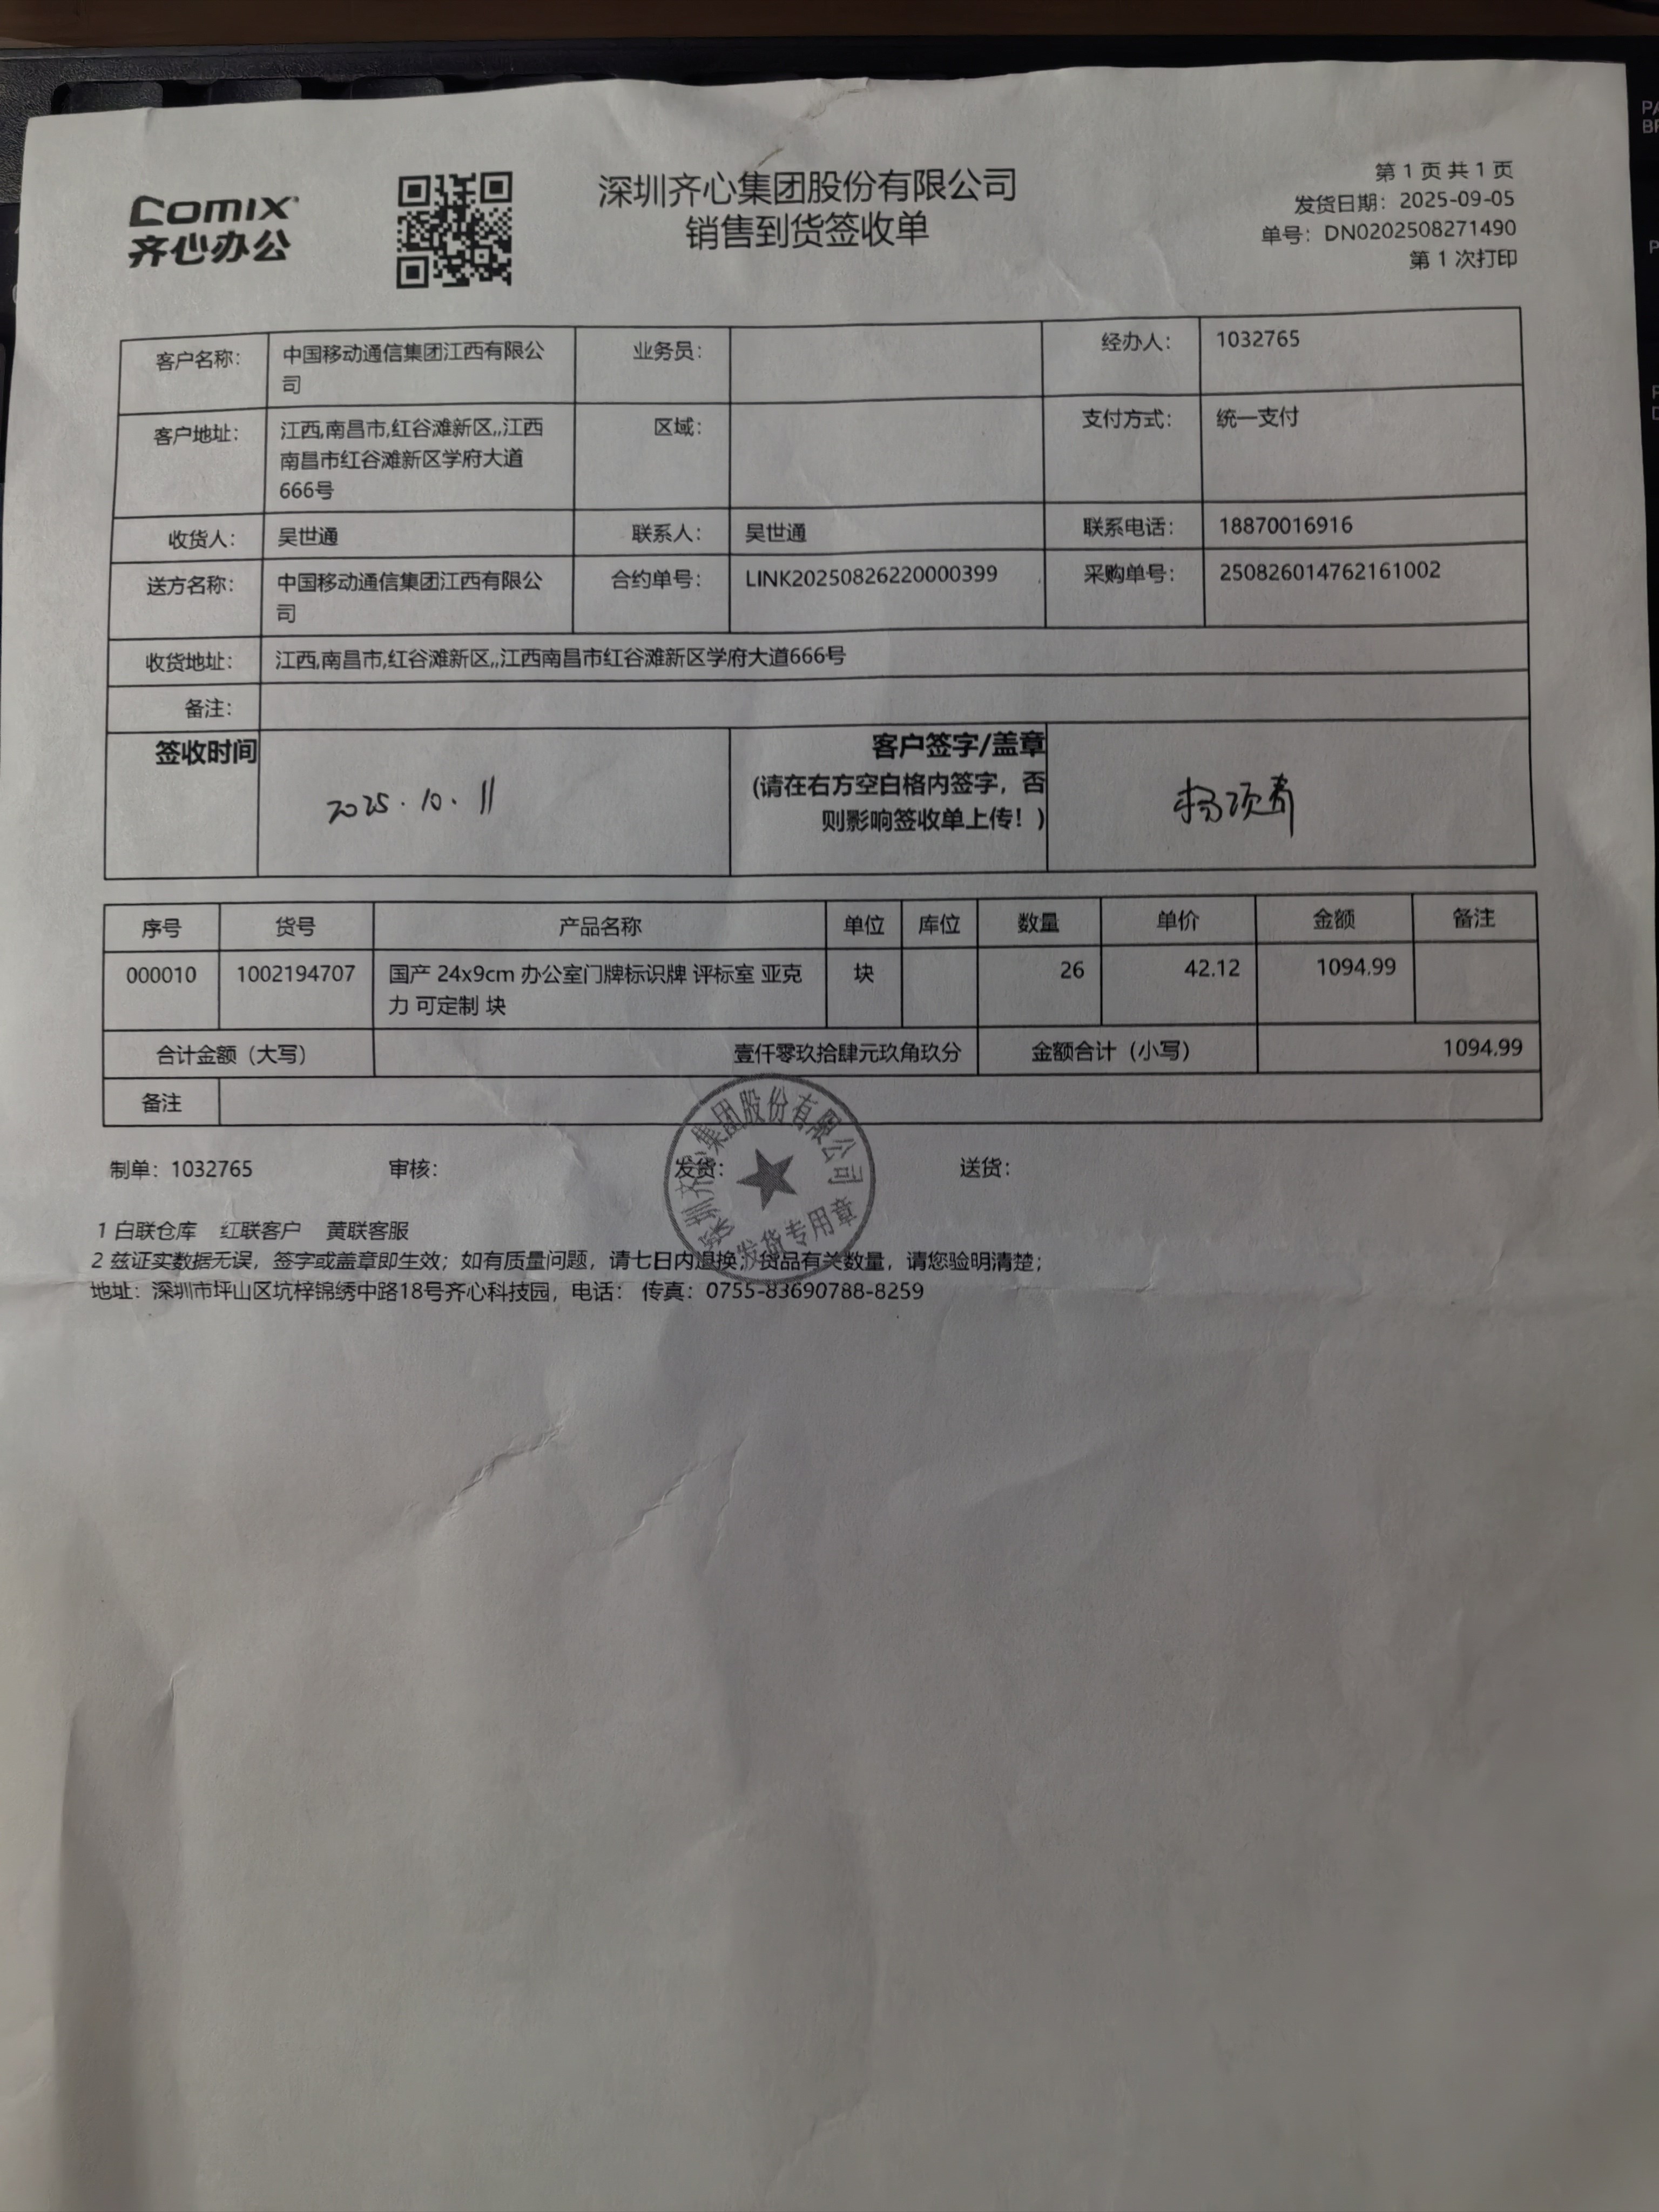 Comix
齐心办公
深圳齐心集团股份有限公司
销售到货签收单
第 1 页 共 1 页
发货日期：2025-09-05
单号：DN0202508271490
第 1 次打印
客户名称： 中国移动通信集团江西有限公司 业务员： 经办人： 1032765
客户地址： 江西,南昌市,红谷滩新区,,江西南昌市红谷滩新区学府大道666号 区域： 支付方式： 统一支付
收货人： 吴世通 联系人： 吴世通 联系电话： 18870016916
送方名称： 中国移动通信集团江西有限公司 合约单号： LINK20250826220000399 采购单号： 250826014762161002
收货地址： 江西,南昌市,红谷滩新区,,江西南昌市红谷滩新区学府大道666号
备注：
签收时间 2025.10.11 客户签字/盖章
(请在右方空白格内签字，否
则影响签收单上传！)
序号 货号 产品名称 单位 库位 数量 单价 金额 备注
000010 1002194707 国产 24x9cm 办公室门牌标识牌 评标室 亚克力 可定制 块 块 26 42.12 1094.99
合计金额（大写） 壹仟零玖拾肆元玖角玖分 金额合计（小写） 1094.99
备注
制单：1032765 审核： 发货： 送货：
深圳齐心集团股份有限公司
发货专用章
1 白联仓库 红联客户 黄联客服
2 兹证实数据无误，签字或盖章即生效；如有质量问题，请七日内退换；货品有关数量，请您验明清楚；
地址：深圳市坪山区坑梓锦绣中路18号齐心科技园，电话： 传真：0755-83690788-8259